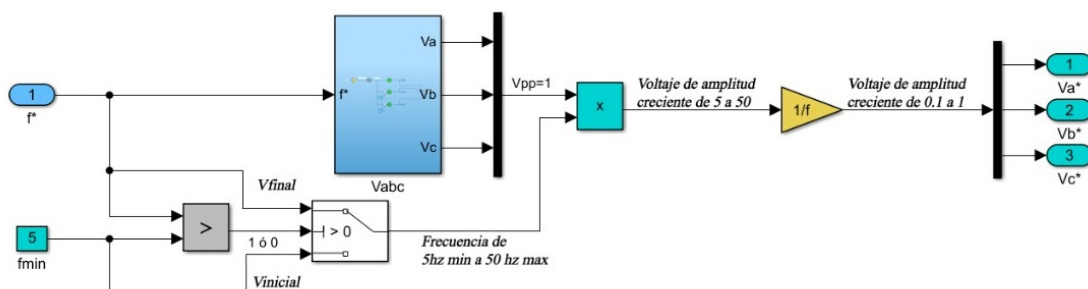 1
f*
f*
Va
Vb
Vc
Vabc
Vpp=1
x
Voltaje de amplitud
creciente de 5 a 50
1/f
Voltaje de amplitud
creciente de 0.1 a 1
1
Va*
2
Vb*
3
Vc*
5
fmin
>
Vfinal
1 ó 0
> 0
Vinicial
Frecuencia de
5hz min a 50 hz max